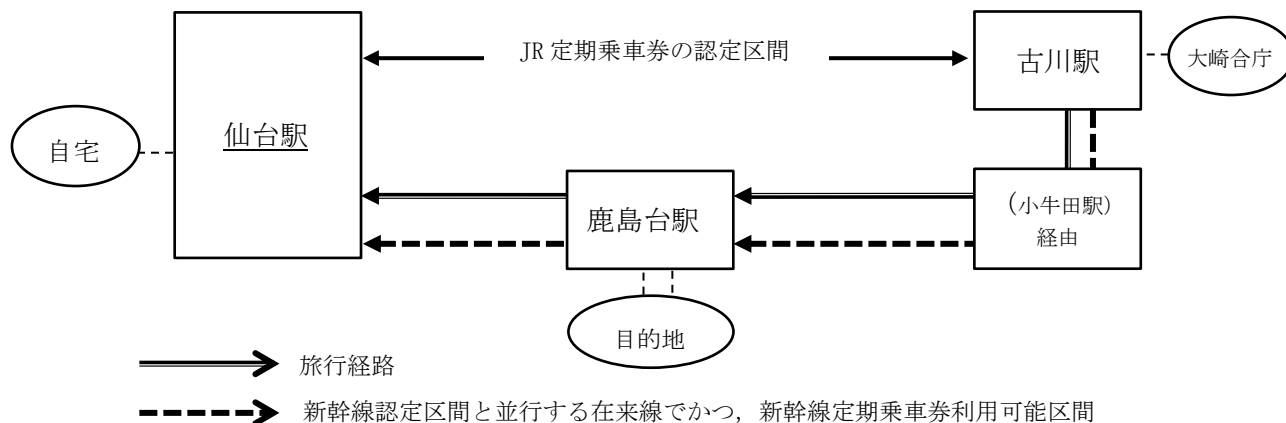 JR 定期乗車券の認定区間
古川駅
大崎合庁
仙台駅
自宅
(小牛田駅)
経由
鹿島台駅
目的地
旅行経路
新幹線認定区間と並行する在来線でかつ，新幹線定期乗車券利用可能区間